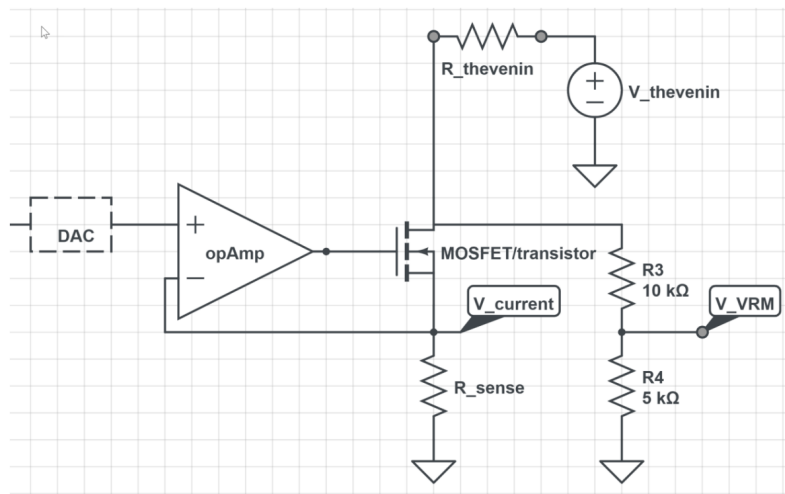 R_thevenin
+
−
V_thevenin
DAC
+
opAmp
−
MOSFET/transistor
R3
10 kΩ
V_current
V_VRM
R_sense
R4
5 kΩ